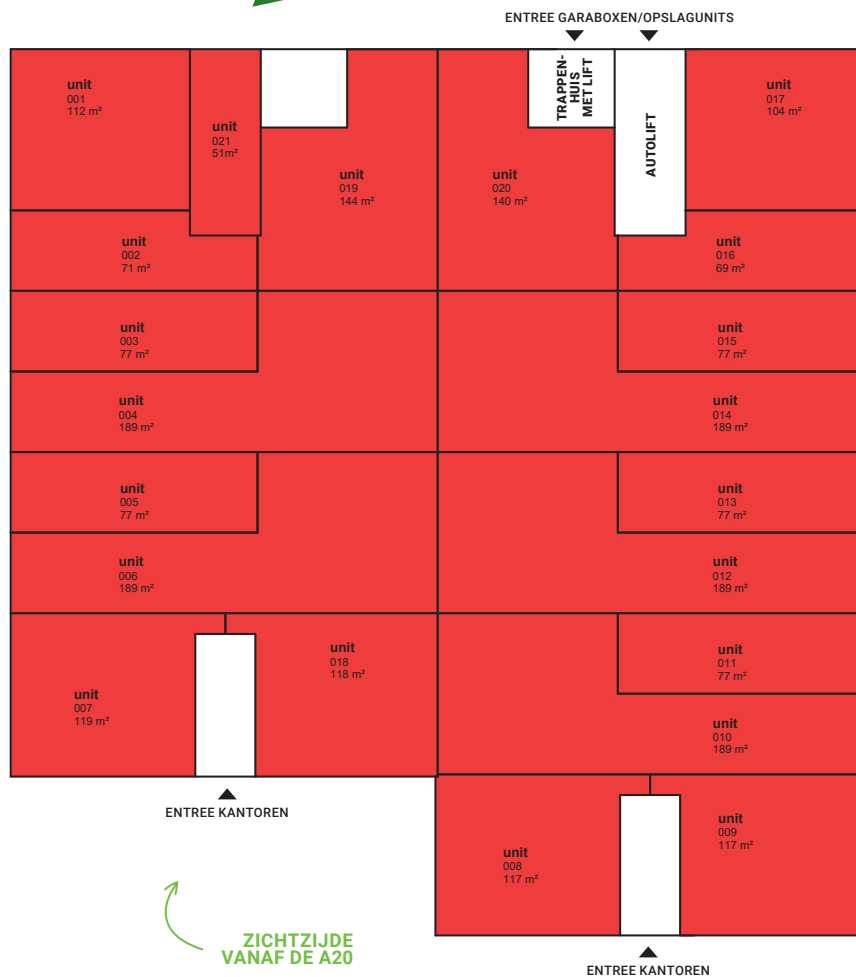 ENTREE GARABOXEN/OPSLAGUNITS
unit
001
112 m²
unit
021
51m²
unit
019
144 m²
unit
020
140 m²
TRAPPEN-
HUIS
MET LIFT
AUTOLIFT
unit
017
104 m²
unit
002
71 m²
unit
016
69 m²
unit
003
77 m²
unit
015
77 m²
unit
004
189 m²
unit
014
189 m²
unit
005
77 m²
unit
013
77 m²
unit
006
189 m²
unit
012
189 m²
unit
007
119 m²
unit
018
118 m²
unit
011
77 m²
unit
010
189 m²
ENTREE KANTOREN
unit
008
117 m²
unit
009
117 m²
ZICHTZIJDE
VANAF DE A20
ENTREE KANTOREN